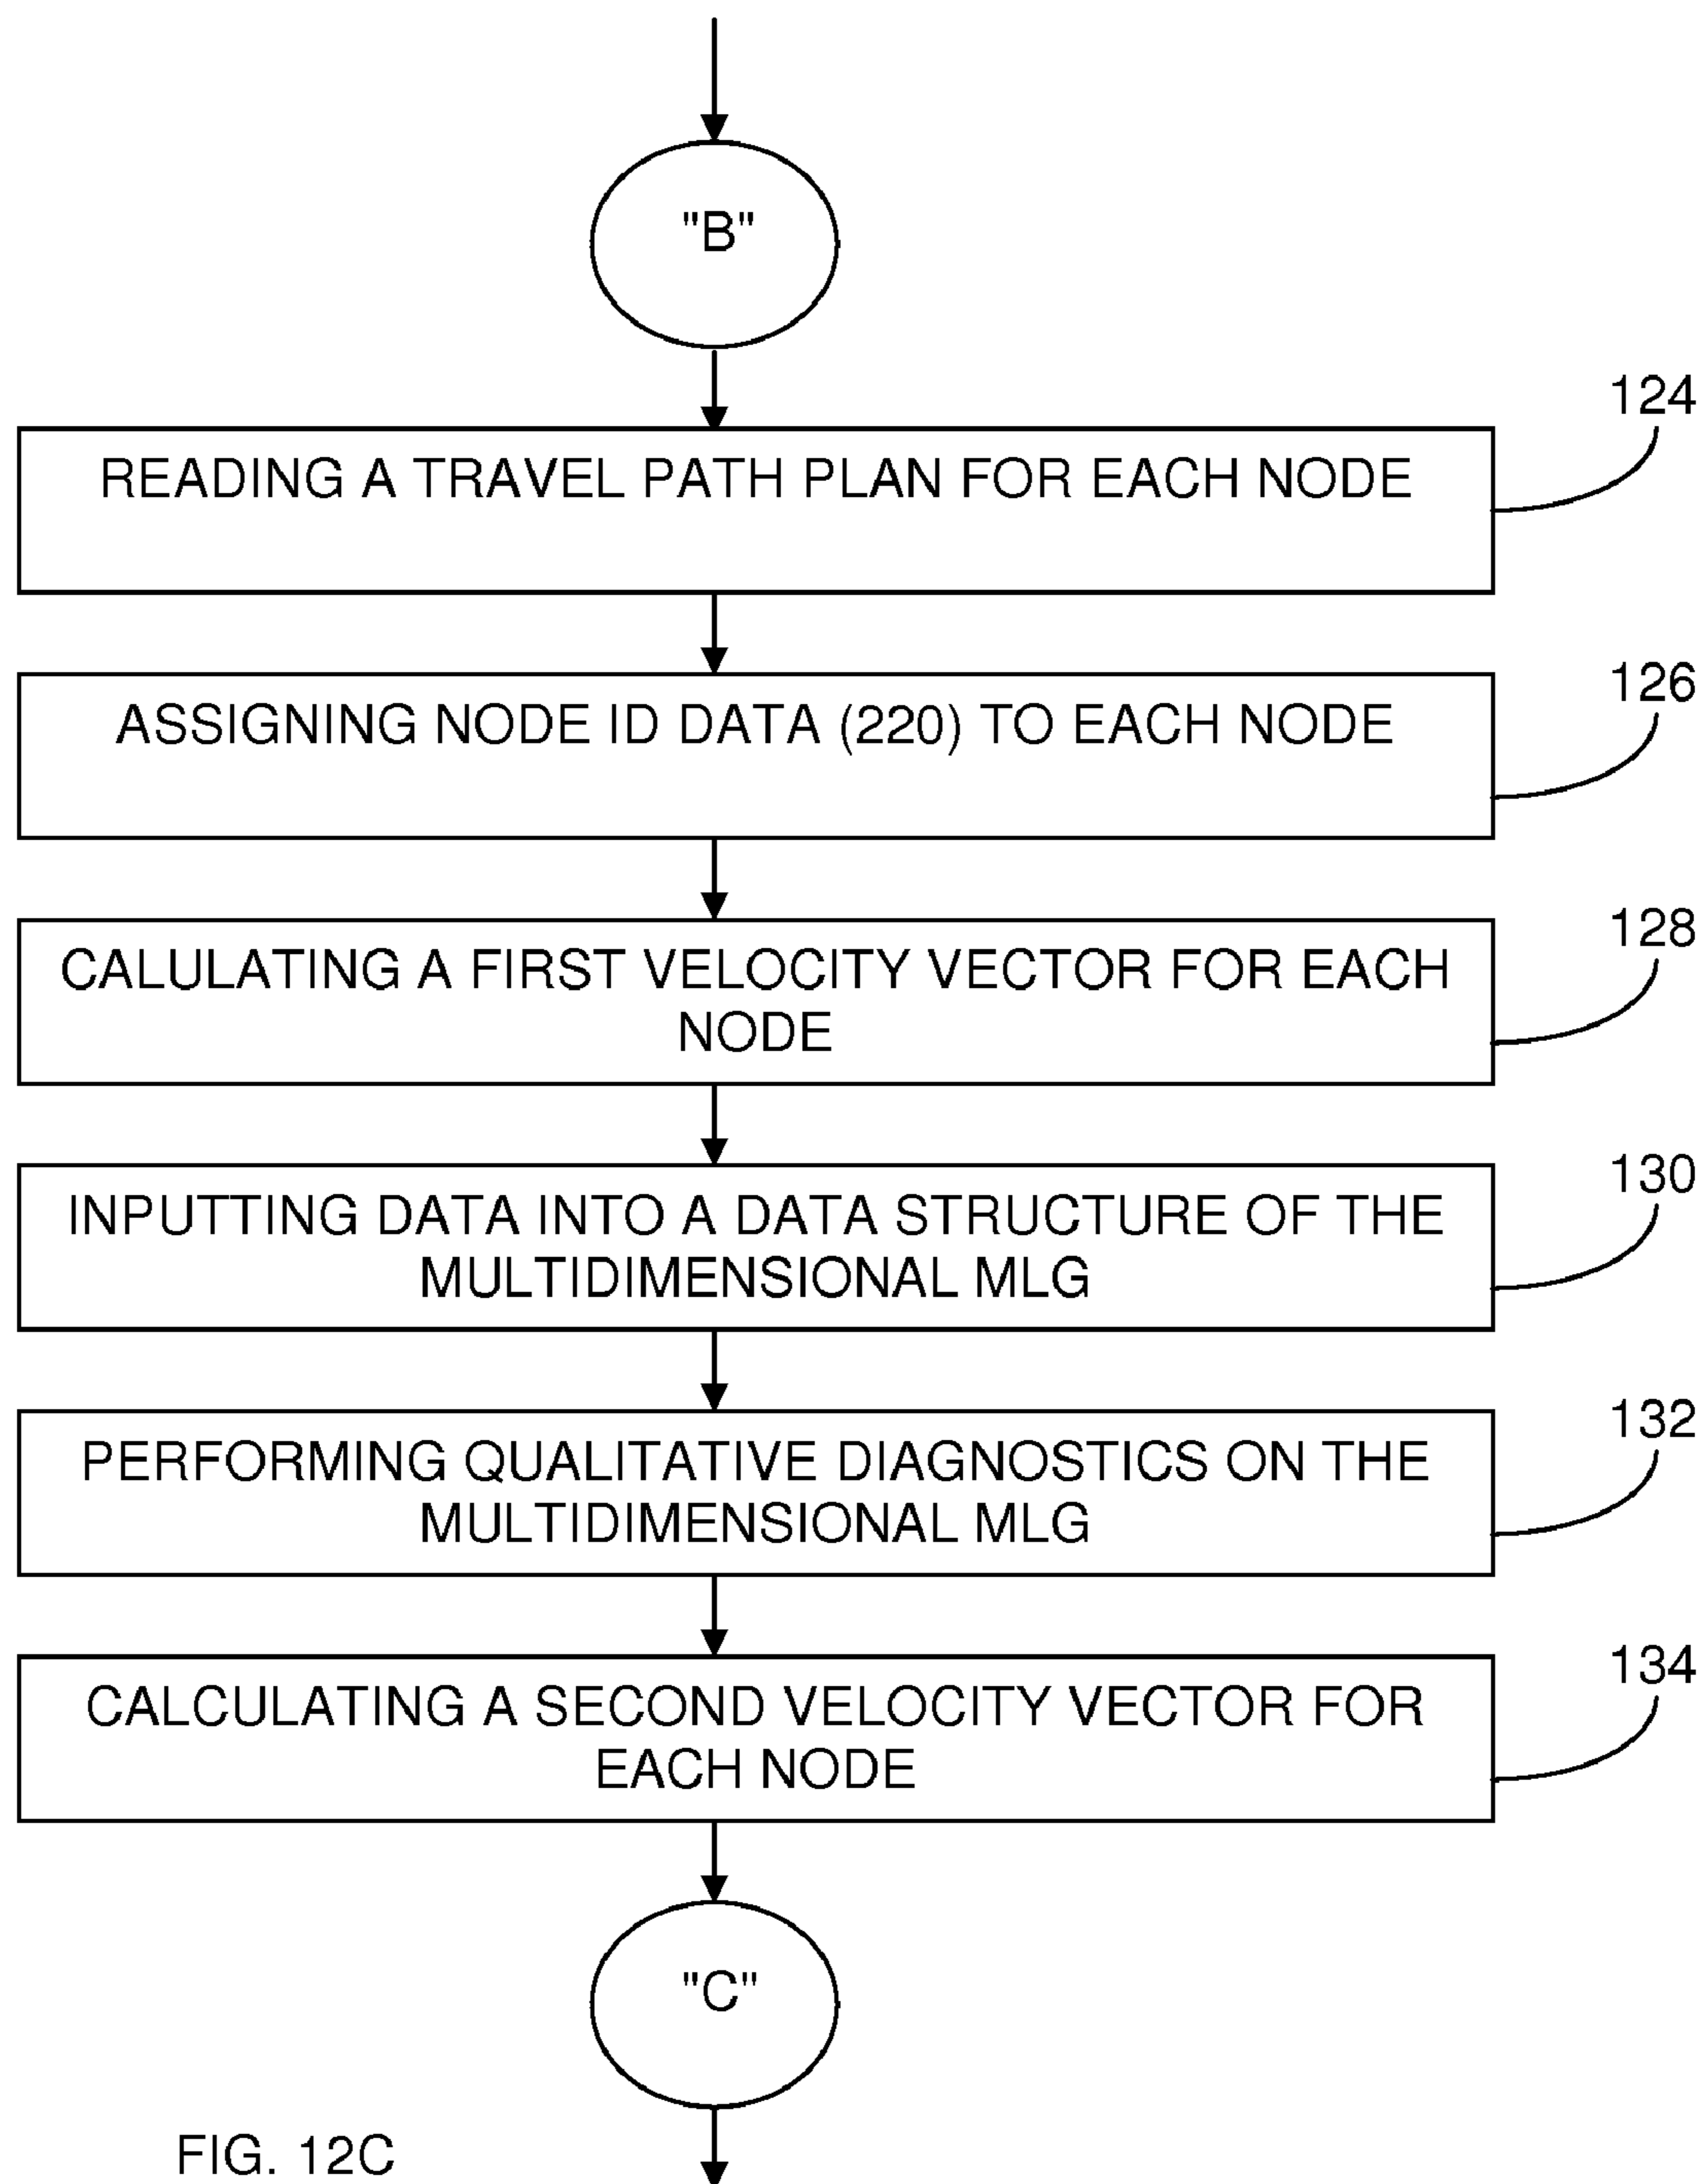 "B"
124
READING A TRAVEL PATH PLAN FOR EACH NODE
126
ASSIGNING NODE ID DATA (220) TO EACH NODE
128
CALULATING A FIRST VELOCITY VECTOR FOR EACH
NODE
130
INPUTTING DATA INTO A DATA STRUCTURE OF THE
MULTIDIMENSIONAL MLG
132
PERFORMING QUALITATIVE DIAGNOSTICS ON THE
MULTIDIMENSIONAL MLG
134
CALCULATING A SECOND VELOCITY VECTOR FOR
EACH NODE
"C"
FIG. 12C